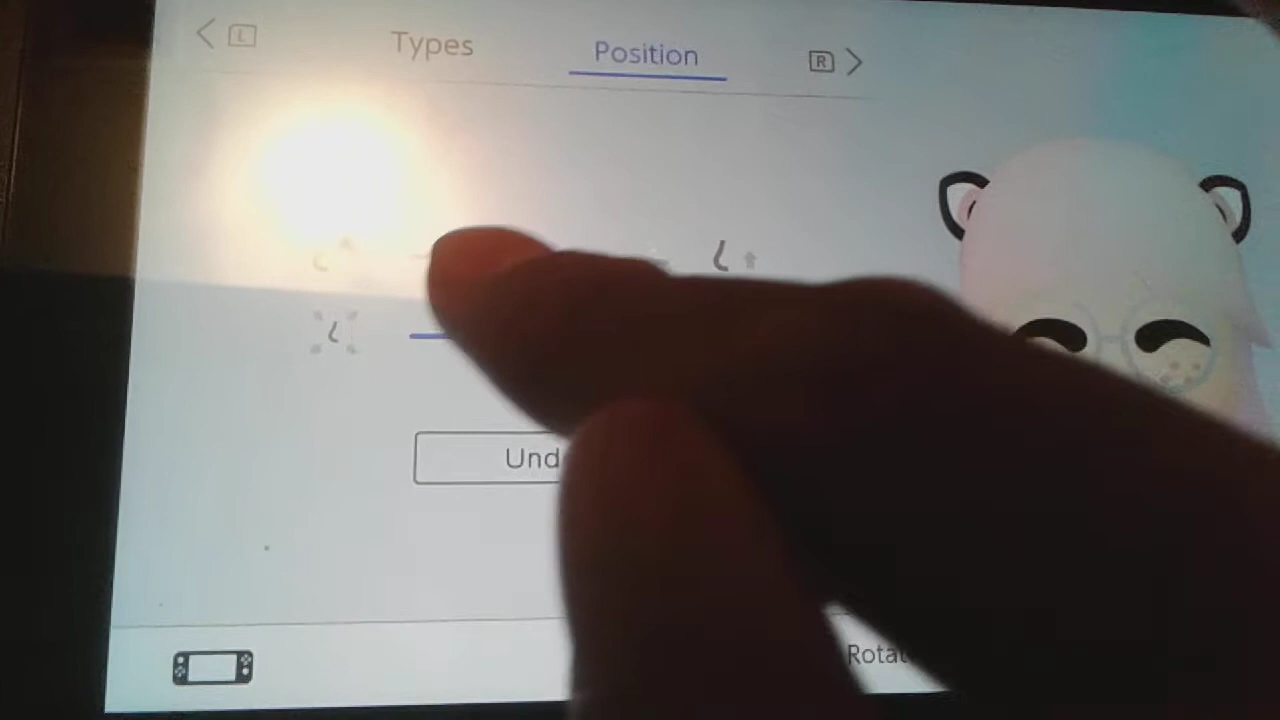 L
Types
Position
R
Und
Rotat